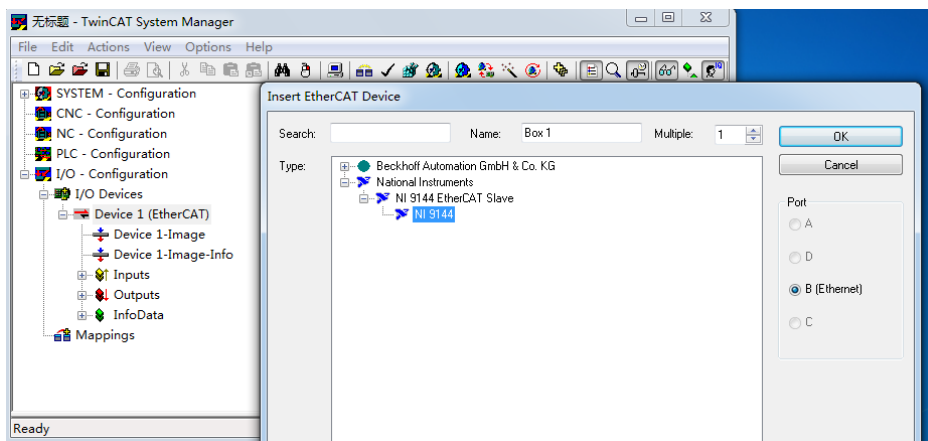 无标题 - TwinCAT System Manager
File Edit Actions View Options Help
SYSTEM - Configuration
CNC - Configuration
NC - Configuration
PLC - Configuration
I/O - Configuration
I/O Devices
Device 1 (EtherCAT)
Device 1-Image
Device 1-Image-Info
Inputs
Outputs
InfoData
Mappings
Ready
Insert EtherCAT Device
Search:
Name: Box 1
Multiple: 1
OK
Type:
Beckhoff Automation GmbH & Co. KG
National Instruments
NI 9144 EtherCAT Slave
NI 9144
Cancel
Port
A
D
B (Ethernet)
C